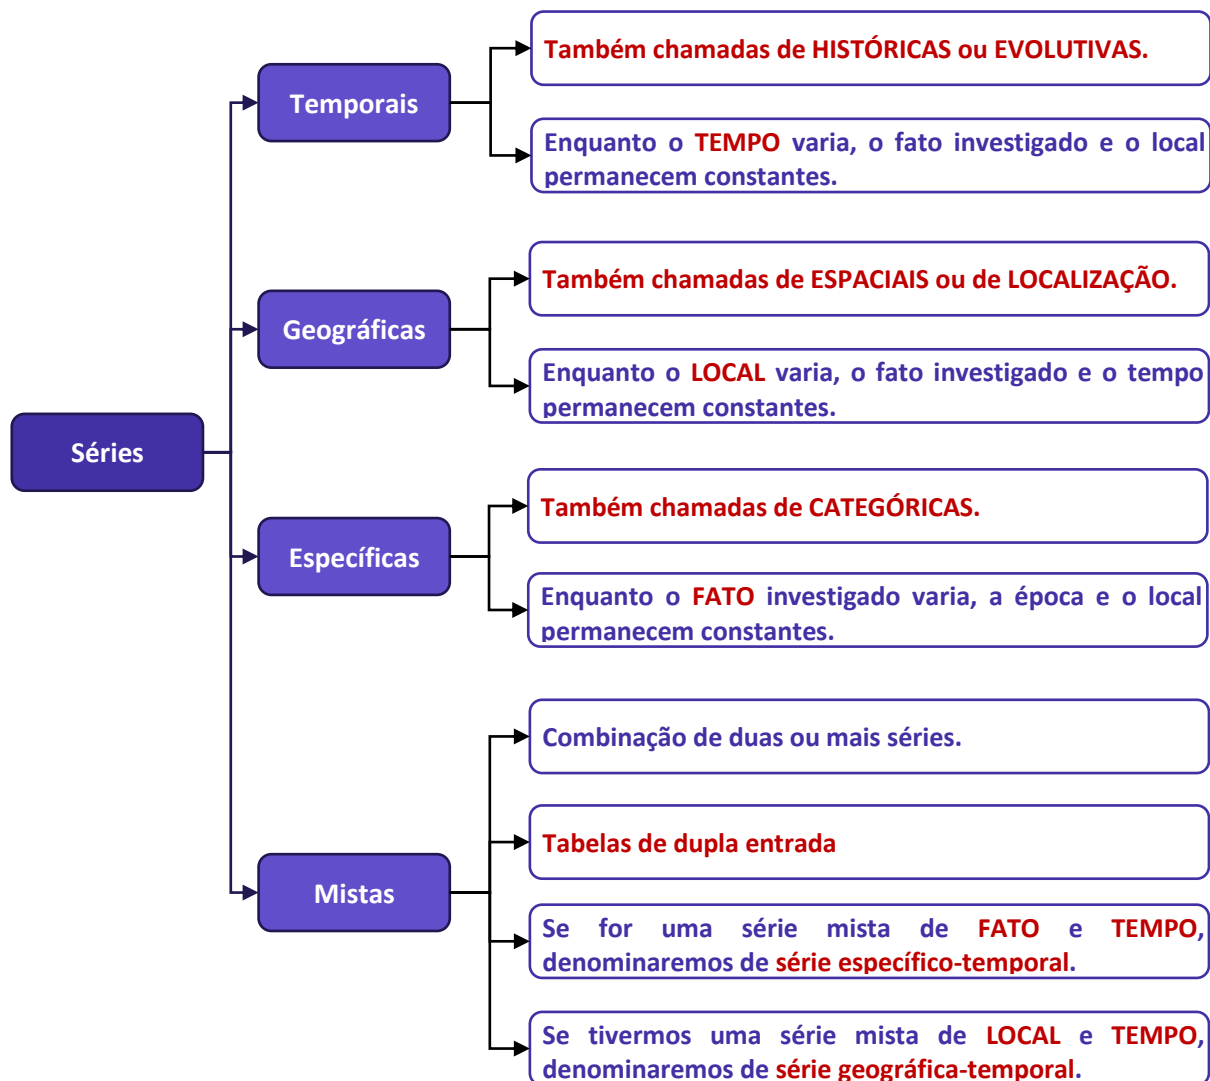 Séries
Temporais
Também chamadas de HISTÓRICAS ou EVOLUTIVAS.
Enquanto o TEMPO varia, o fato investigado e o local
permanecem constantes.
Geográficas
Também chamadas de ESPACIAIS ou de LOCALIZAÇÃO.
Enquanto o LOCAL varia, o fato investigado e o tempo
permanecem constantes.
Específicas
Também chamadas de CATEGÓRICAS.
Enquanto o FATO investigado varia, a época e o local
permanecem constantes.
Mistas
Combinação de duas ou mais séries.
Tabelas de dupla entrada
Se for uma série mista de FATO e TEMPO,
denominaremos de série específico-temporal.
Se tivermos uma série mista de LOCAL e TEMPO,
denominaremos de série geográfica-temporal.